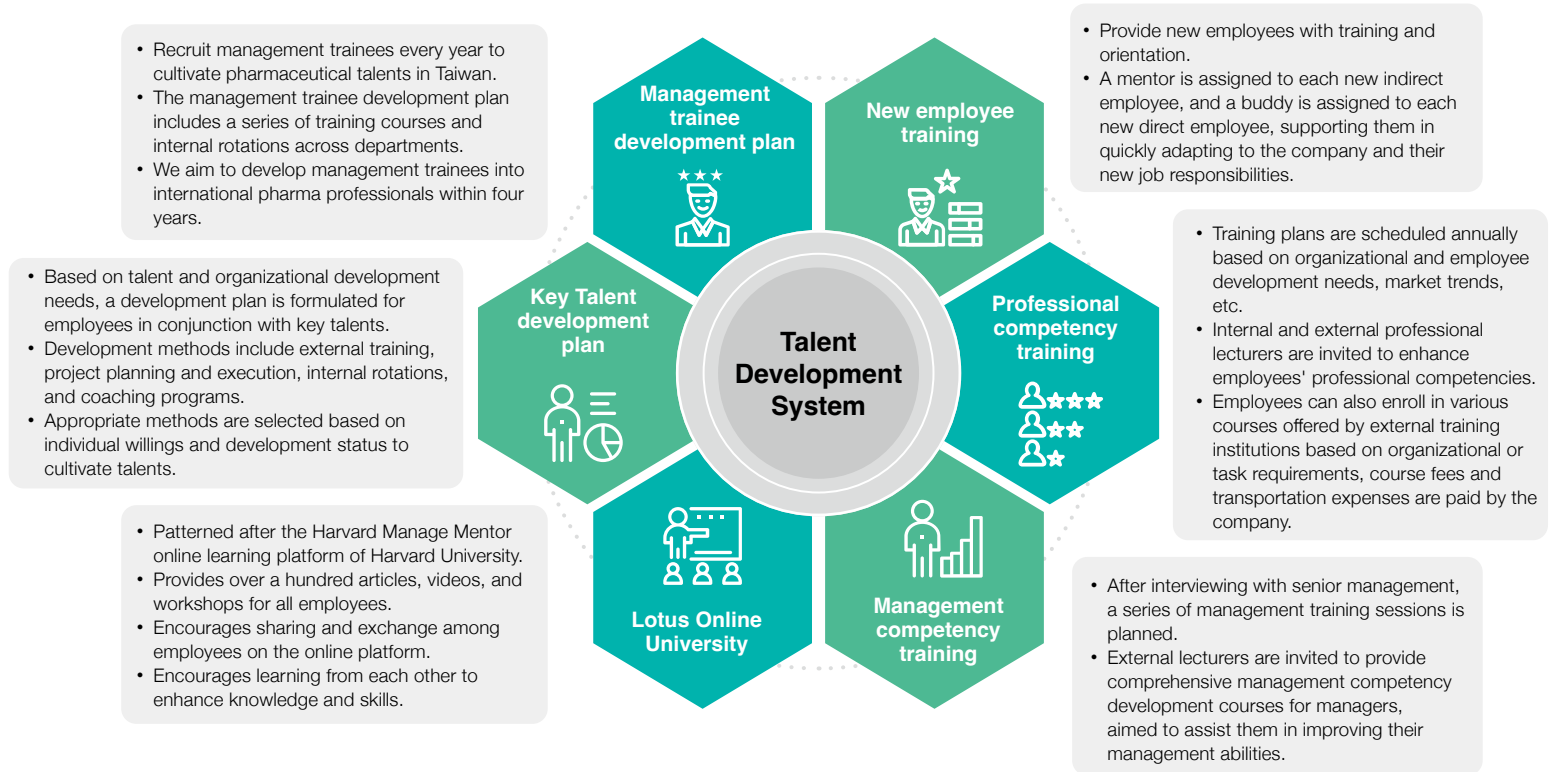 • Recruit management trainees every year to
cultivate pharmaceutical talents in Taiwan.
• The management trainee development plan
includes a series of training courses and
internal rotations across departments.
• We aim to develop management trainees into
international pharma professionals within four
years.
Management
trainee
development plan
New employee
training
• Provide new employees with training and
orientation.
• A mentor is assigned to each new indirect
employee, and a buddy is assigned to each
new direct employee, supporting them in
quickly adapting to the company and their
new job responsibilities.
• Based on talent and organizational development
needs, a development plan is formulated for
employees in conjunction with key talents.
• Development methods include external training,
project planning and execution, internal rotations,
and coaching programs.
• Appropriate methods are selected based on
individual willings and development status to
cultivate talents.
Key Talent
development
plan
Talent
Development
System
Professional
competency
training
• Training plans are scheduled annually
based on organizational and employee
development needs, market trends,
etc.
• Internal and external professional
lecturers are invited to enhance
employees' professional competencies.
• Employees can also enroll in various
courses offered by external training
institutions based on organizational or
task requirements, course fees and
transportation expenses are paid by the
company.
• Patterned after the Harvard Manage Mentor
online learning platform of Harvard University.
• Provides over a hundred articles, videos, and
workshops for all employees.
• Encourages sharing and exchange among
employees on the online platform.
• Encourages learning from each other to
enhance knowledge and skills.
Lotus Online
University
Management
competency
training
• After interviewing with senior management,
a series of management training sessions is
planned.
• External lecturers are invited to provide
comprehensive management competency
development courses for managers,
aimed to assist them in improving their
management abilities.